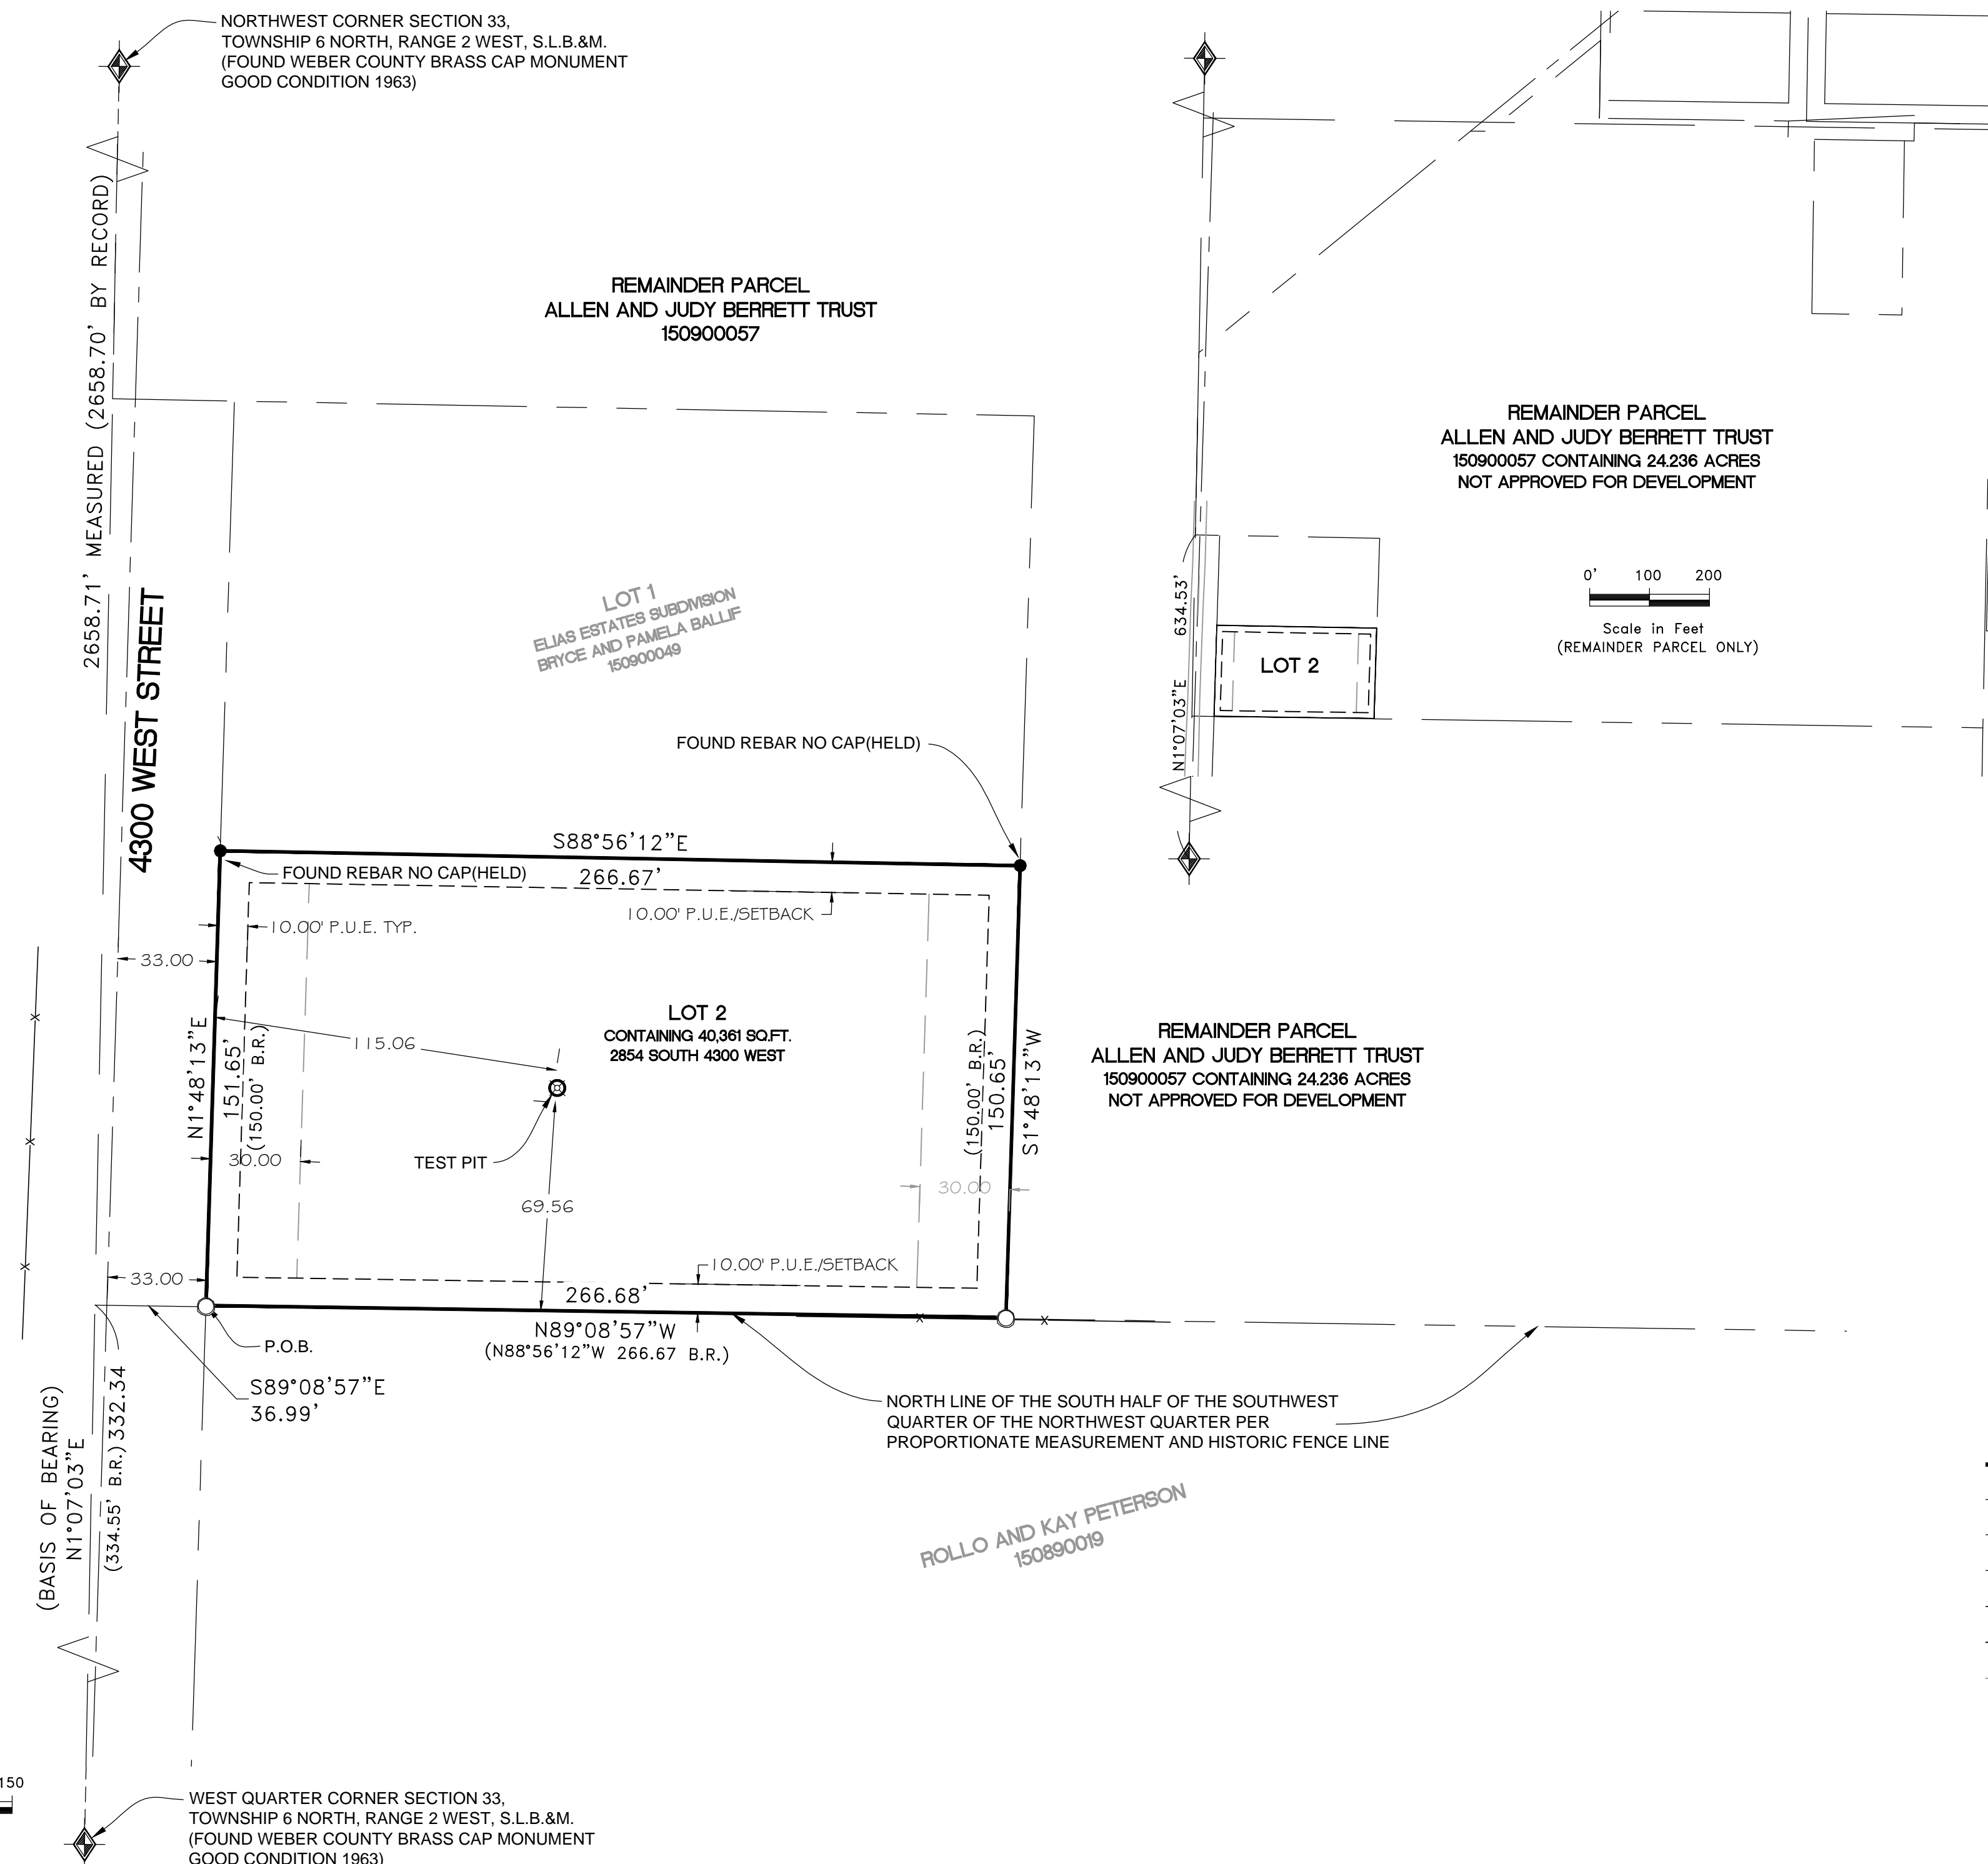 NORTHWEST CORNER SECTION 33,
TOWNSHIP 6 NORTH, RANGE 2 WEST, S.L.B.&M.
(FOUND WEBER COUNTY BRASS CAP MONUMENT
GOOD CONDITION 1963)
2658.71' MEASURED (2658.70' BY RECORD)
4300 WEST STREET
REMAINDER PARCEL
ALLEN AND JUDY BERRETT TRUST
150900057
LOT 1
ELIAS ESTATES SUBDIVISION
BRYCE AND PAMELA BALLIF
150900049
FOUND REBAR NO CAP(HELD)
S88°56'12"E
266.67'
FOUND REBAR NO CAP(HELD)
10.00' P.U.E./SETBACK
10.00' P.U.E. TYP.
33.00
N1°48'13"E
151.65'
(150.00' B.R.)
115.06
LOT 2
CONTAINING 40,361 SQ.FT.
2854 SOUTH 4300 WEST
(150.00' B.R.)
150.65'
S1°48'13"W
30.00
TEST PIT
69.56
30.00
10.00' P.U.E./SETBACK
33.00
266.68'
N89°08'57"W
(N88°56'12"W 266.67 B.R.)
P.O.B.
S89°08'57"E
36.99'
(BASIS OF BEARING)
N1°07'03"E
(334.55' B.R.) 332.34
NORTH LINE OF THE SOUTH HALF OF THE SOUTHWEST
QUARTER OF THE NORTHWEST QUARTER PER
PROPORTIONATE MEASUREMENT AND HISTORIC FENCE LINE
ROLLO AND KAY PETERSON
150890019
150
WEST QUARTER CORNER SECTION 33,
TOWNSHIP 6 NORTH, RANGE 2 WEST, S.L.B.&M.
(FOUND WEBER COUNTY BRASS CAP MONUMENT
GOOD CONDITION 1963)
REMAINDER PARCEL
ALLEN AND JUDY BERRETT TRUST
150900057 CONTAINING 24.236 ACRES
NOT APPROVED FOR DEVELOPMENT
0' 100 200
Scale in Feet
(REMAINDER PARCEL ONLY)
N1°07'03"E 634.53'
LOT 2
REMAINDER PARCEL
ALLEN AND JUDY BERRETT TRUST
150900057 CONTAINING 24.236 ACRES
NOT APPROVED FOR DEVELOPMENT